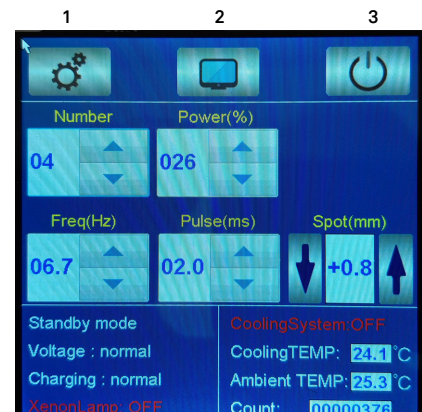 1 2 3
Number Power(%)
04 026
Freq(Hz) Pulse(ms) Spot(mm)
06.7 02.0 +0.8
Standby mode
Voltage : normal
Charging : normal
XenonLamp: OFF
CoolingSystem:OFF
CoolingTEMP: 24.1 °C
Ambient TEMP: 25.3 °C
Count: 00000376